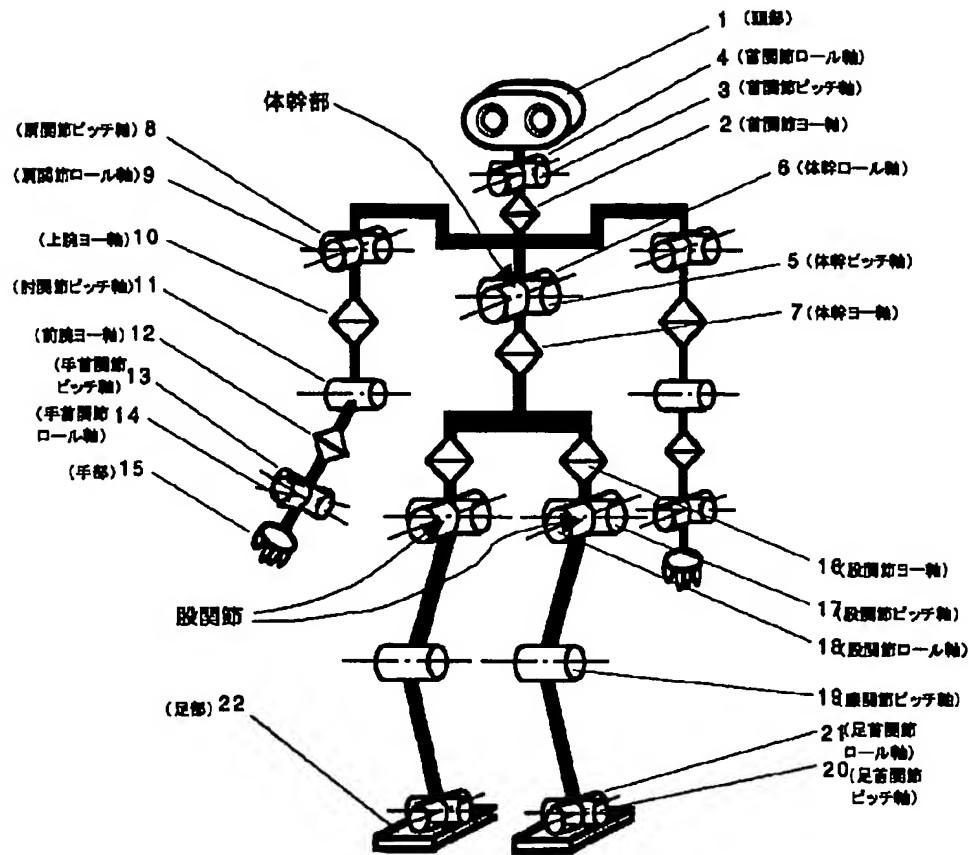 1 (頭部)
4 (首関節ロール軸)
3 (首関節ピッチ軸)
2 (首関節ヨー軸)
体幹部
(肩関節ピッチ軸) 8
(肩関節ロール軸) 9
6 (体幹ロール軸)
(上腕ヨー軸) 10
5 (体幹ピッチ軸)
(肘関節ピッチ軸) 11
7 (体幹ヨー軸)
(前腕ヨー軸) 12
(手首関節
ピッチ軸) 13
(手首関節 14
ロール軸)
(手部) 15
16 (股関節ヨー軸)
17 (股関節ピッチ軸)
股関節
18 (股関節ロール軸)
19 (膝関節ピッチ軸)
(足部) 22
21 (足首関節
ロール軸)
20 (足首関節
ピッチ軸)